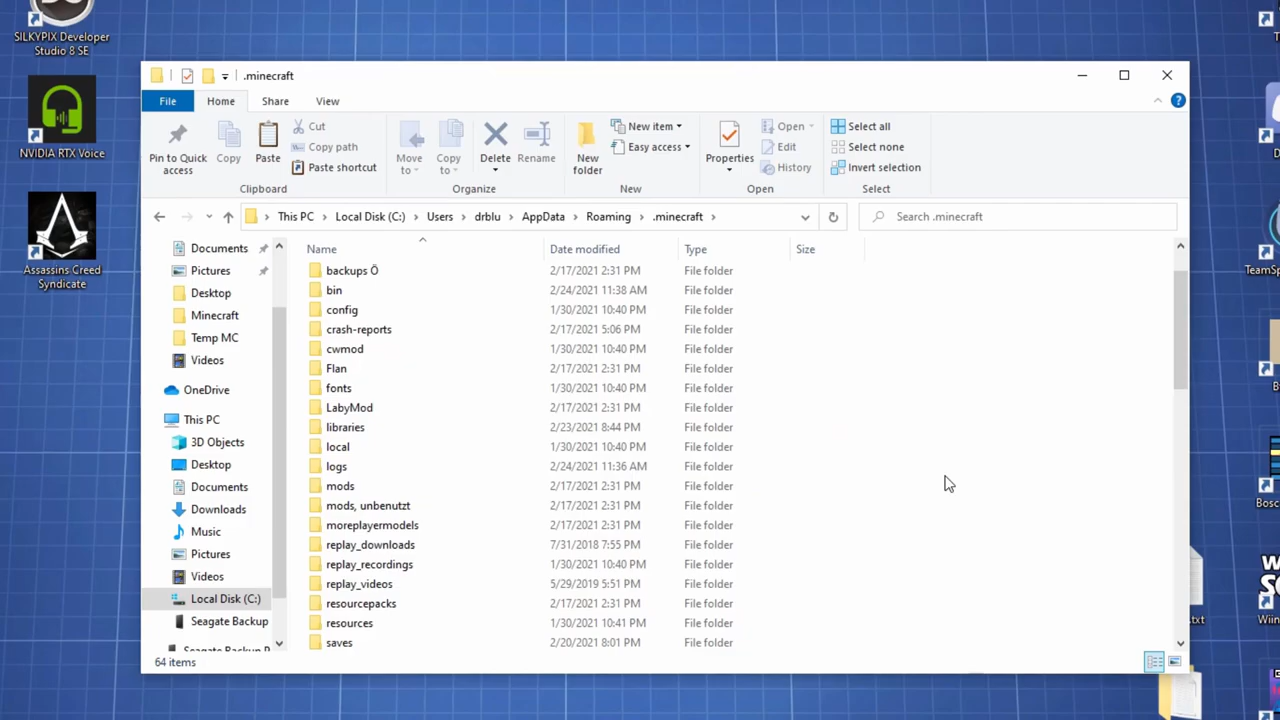 SILKYPIX Developer
Studio 8 SE
NVIDIA RTX Voice
Assassins Creed
Syndicate
.minecraft
File
Home
Share
View
Pin to Quick
access
Copy
Paste
Cut
Copy path
Paste shortcut
Clipboard
Move
to
Copy
to
Delete
Rename
Organize
New
folder
New item
Easy access
New
Properties
Open
Edit
History
Open
Select all
Select none
Invert selection
Select
This PC
Local Disk (C:)
Users
drblu
AppData
Roaming
.minecraft
Search .minecraft
Documents
Pictures
Desktop
Minecraft
Temp MC
Videos
OneDrive
This PC
3D Objects
Desktop
Documents
Downloads
Music
Pictures
Videos
Local Disk (C:)
Seagate Backup
Name Date modified Type Size
backups Ö 2/17/2021 2:31 PM File folder
bin 2/24/2021 11:38 AM File folder
config 1/30/2021 10:40 PM File folder
crash-reports 2/17/2021 5:06 PM File folder
cwmod 1/30/2021 10:40 PM File folder
Flan 2/17/2021 2:31 PM File folder
fonts 1/30/2021 10:40 PM File folder
LabyMod 2/17/2021 2:31 PM File folder
libraries 2/23/2021 8:44 PM File folder
local 1/30/2021 10:40 PM File folder
logs 2/24/2021 11:36 AM File folder
mods 2/17/2021 2:31 PM File folder
mods, unbenutzt 2/17/2021 2:31 PM File folder
moreplayermodels 2/17/2021 2:31 PM File folder
replay_downloads 7/31/2018 7:55 PM File folder
replay_recordings 1/30/2021 10:40 PM File folder
replay_videos 5/29/2019 5:51 PM File folder
resourcepacks 2/17/2021 2:31 PM File folder
resources 1/30/2021 10:41 PM File folder
saves 2/20/2021 8:01 PM File folder
64 items
TeamSp
Bosc
Wiin
.txt